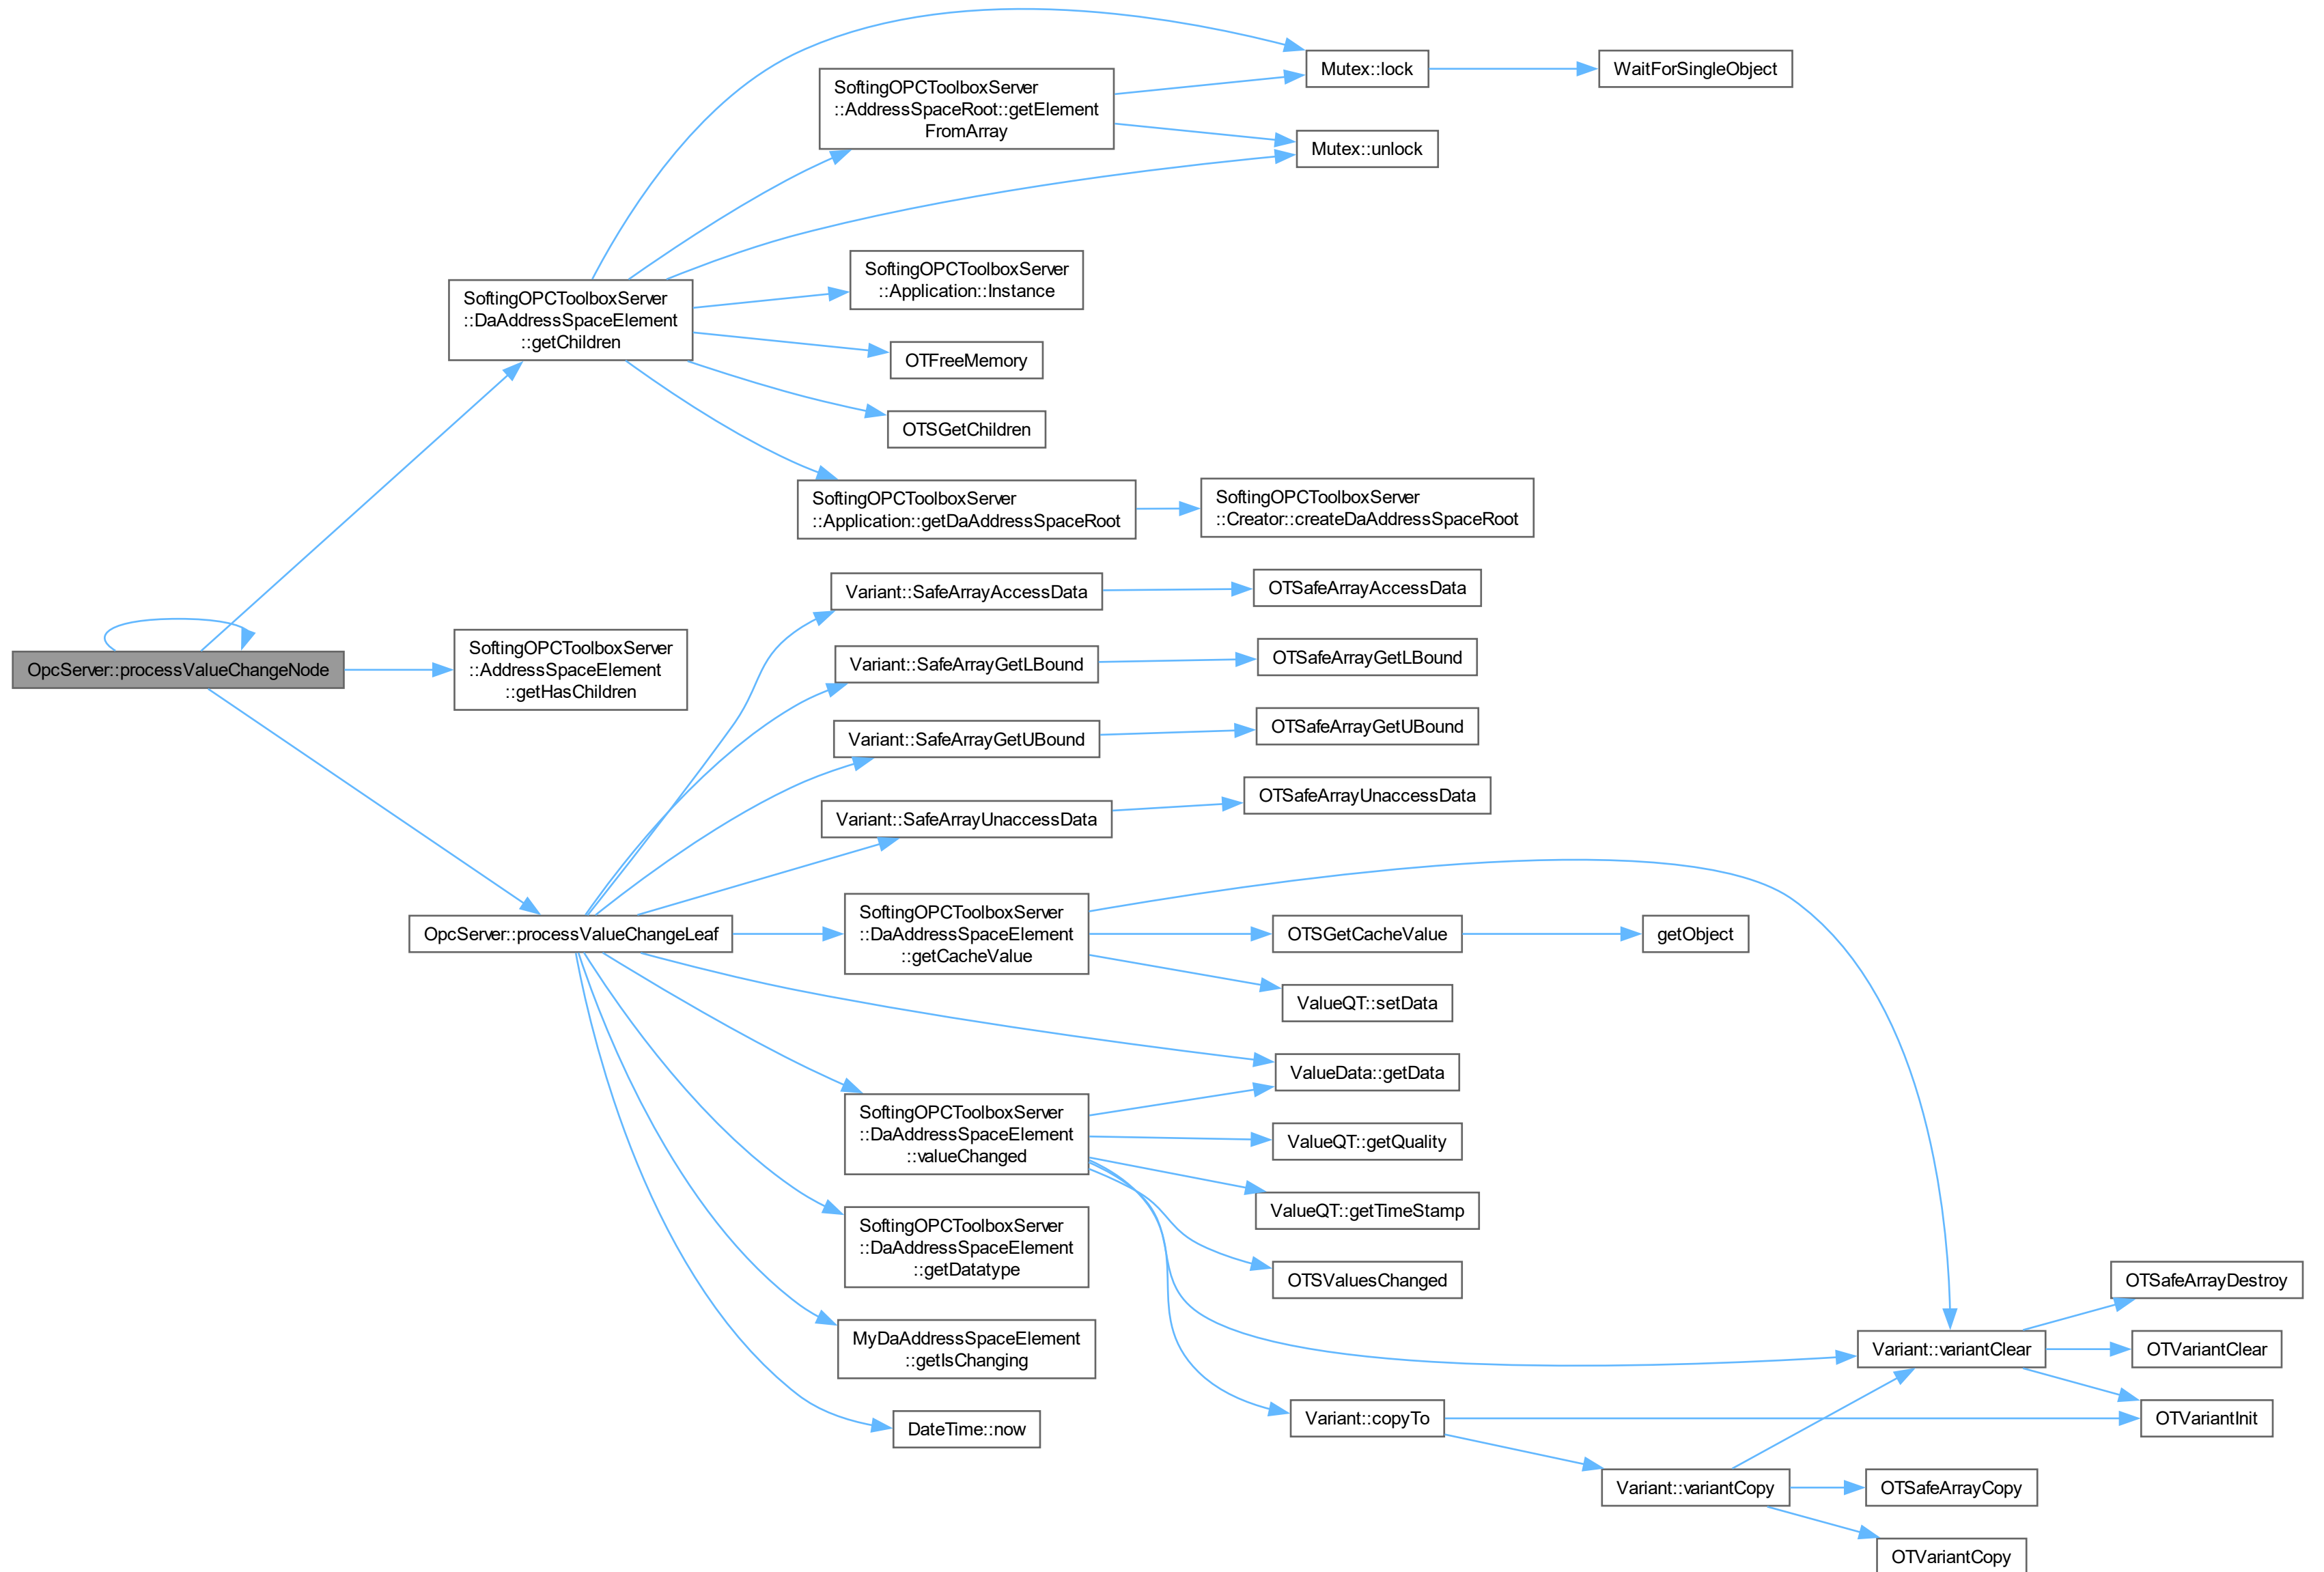 OpcServer::processValueChangeNode
SoftingOPCToolboxServer
::DaAddressSpaceElement
::getChildren
SoftingOPCToolboxServer
::AddressSpaceElement
::getHasChildren
OpcServer::processValueChangeLeaf
SoftingOPCToolboxServer
::AddressSpaceRoot::getElement
FromArray
Mutex::lock
WaitForSingleObject
Mutex::unlock
SoftingOPCToolboxServer
::Application::Instance
OTFreeMemory
OTSGetChildren
SoftingOPCToolboxServer
::Application::getDaAddressSpaceRoot
SoftingOPCToolboxServer
::Creator::createDaAddressSpaceRoot
Variant::SafeArrayAccessData
OTSafeArrayAccessData
Variant::SafeArrayGetLBound
OTSafeArrayGetLBound
Variant::SafeArrayGetUBound
OTSafeArrayGetUBound
Variant::SafeArrayUnaccessData
OTSafeArrayUnaccessData
SoftingOPCToolboxServer
::DaAddressSpaceElement
::getCacheValue
OTSGetCacheValue
getObject
ValueQT::setData
ValueData::getData
SoftingOPCToolboxServer
::DaAddressSpaceElement
::valueChanged
ValueQT::getQuality
ValueQT::getTimeStamp
OTSValuesChanged
SoftingOPCToolboxServer
::DaAddressSpaceElement
::getDatatype
MyDaAddressSpaceElement
::getIsChanging
DateTime::now
Variant::variantClear
OTSafeArrayDestroy
OTVariantClear
OTVariantInit
Variant::copyTo
Variant::variantCopy
OTSafeArrayCopy
OTVariantCopy